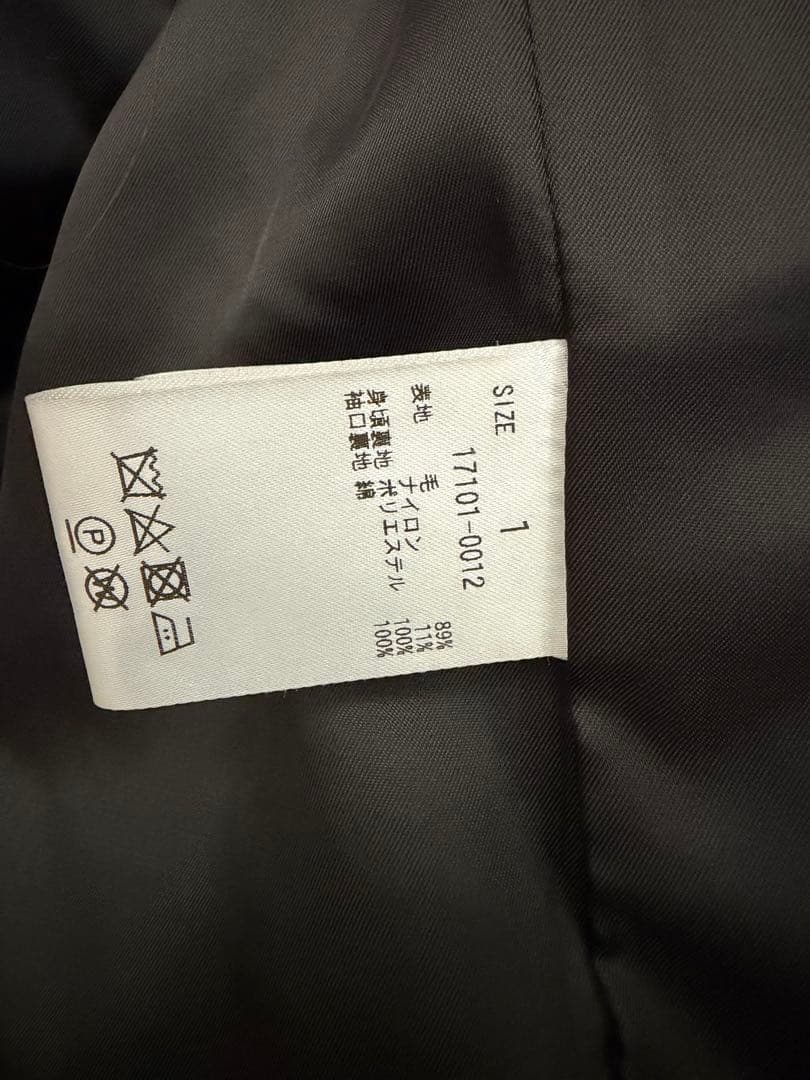 SIZE 1
17101-0012
表地 毛 89%
ナイロン 11%
身頃裏地 ポリエステル 100%
袖口裏地 綿 100%
P
W